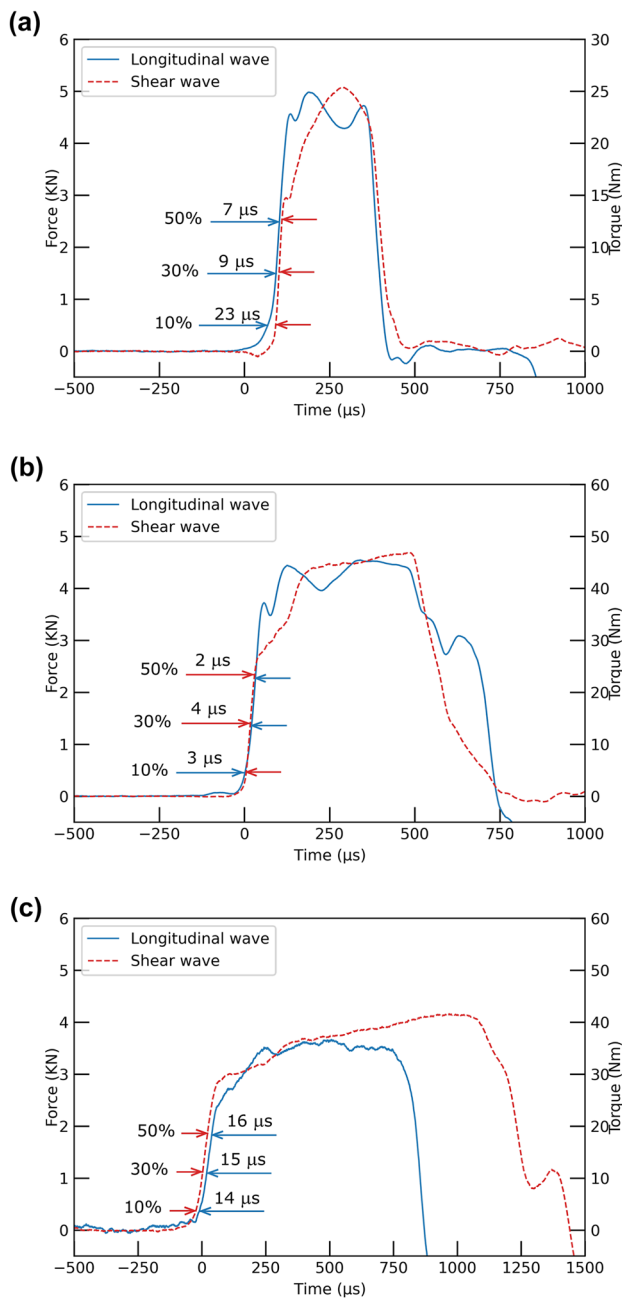 (a)
Longitudinal wave
Shear wave
Force (KN)
Torque (Nm)
6
5
4
3
2
1
0
30
25
20
15
10
5
0
50% 7 µs
30% 9 µs
10% 23 µs
−500 −250 0 250 500 750 1000
Time (µs)
(b)
Longitudinal wave
Shear wave
Force (KN)
Torque (Nm)
6
5
4
3
2
1
0
60
50
40
30
20
10
0
50% 2 µs
30% 4 µs
10% 3 µs
−500 −250 0 250 500 750 1000
Time (µs)
(c)
Longitudinal wave
Shear wave
Force (KN)
Torque (Nm)
6
5
4
3
2
1
0
60
50
40
30
20
10
0
50% 16 µs
30% 15 µs
10% 14 µs
−500 −250 0 250 500 750 1000 1250 1500
Time (µs)